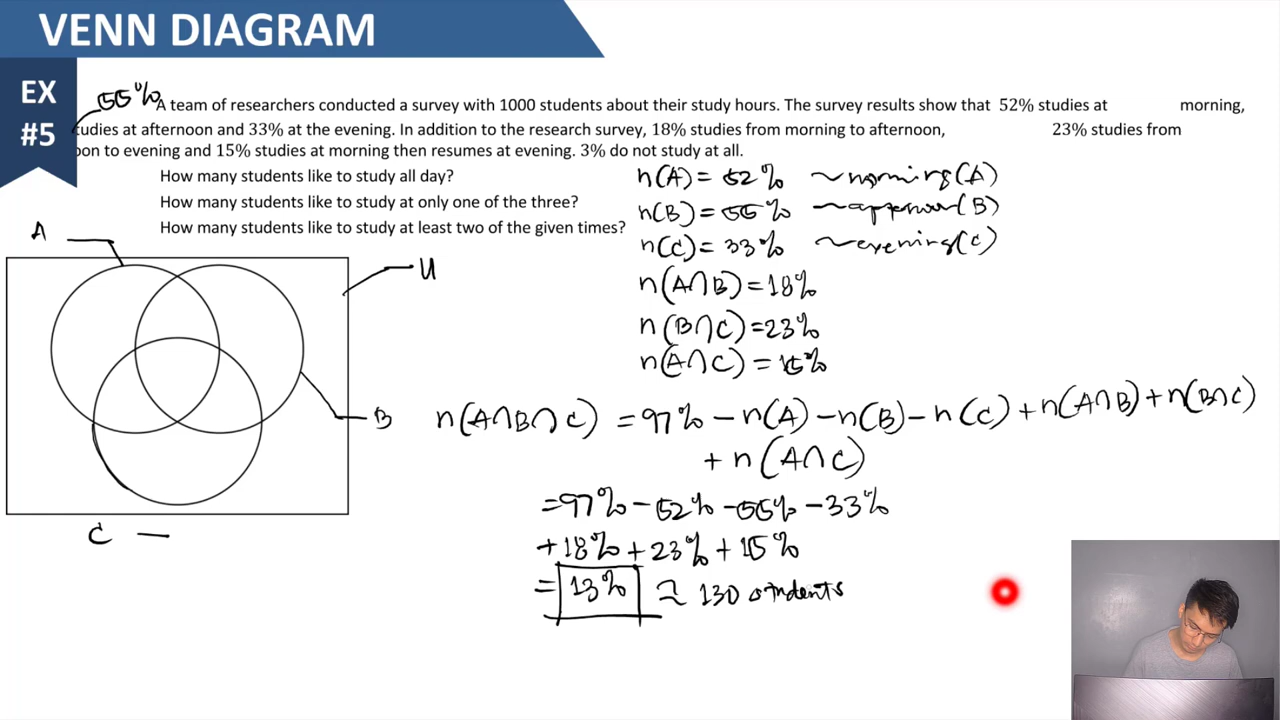 VENN DIAGRAM
EX
#5
55%
A team of researchers conducted a survey with 1000 students about their study hours. The survey results show that 52% studies at morning,
tudies at afternoon and 33% at the evening. In addition to the research survey, 18% studies from morning to afternoon, 23% studies from
oon to evening and 15% studies at morning then resumes at evening. 3% do not study at all.
How many students like to study all day?
How many students like to study at only one of the three?
How many students like to study at least two of the given times?
n(A) = 52% ~morning(A)
n(B) = 55% ~afternoon(B)
n(C) = 33% ~evening(C)
n(A∩B) = 18%
n(B∩C) = 23%
n(A∩C) = 15%
A
U
B
C
n(A∩B∩C) = 97% - n(A) - n(B) - n(C) + n(A∩B) + n(B∩C)
+ n(A∩C)
= 97% - 52% - 55% - 33%
+ 18% + 23% + 15%
= 13% ≈ 130 students